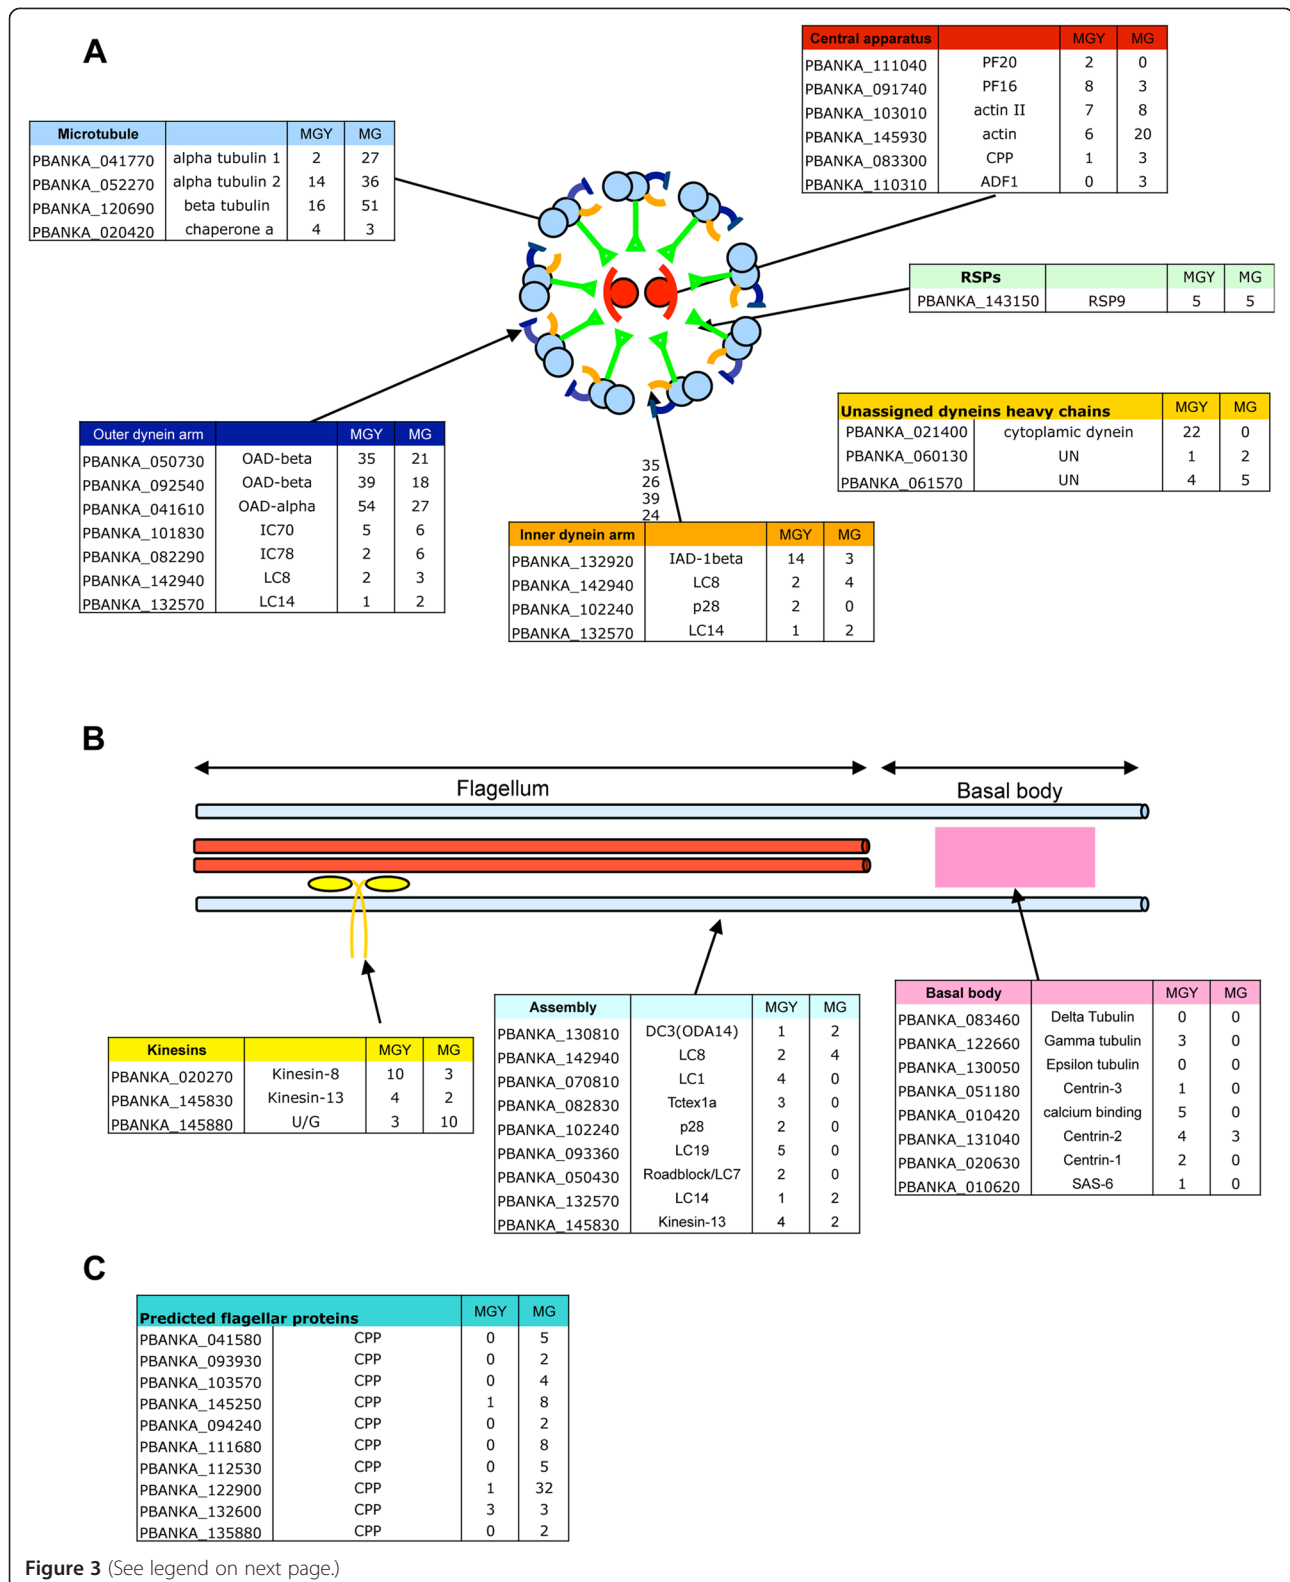 A
Central apparatus MGY MG
PBANKA_111040 PF20 2 0
PBANKA_091740 PF16 8 3
PBANKA_103010 actin II 7 8
PBANKA_145930 actin 6 20
PBANKA_083300 CPP 1 3
PBANKA_110310 ADF1 0 3
Microtubule MGY MG
PBANKA_041770 alpha tubulin 1 2 27
PBANKA_052270 alpha tubulin 2 14 36
PBANKA_120690 beta tubulin 16 51
PBANKA_020420 chaperone a 4 3
RSPs MGY MG
PBANKA_143150 RSP9 5 5
Unassigned dyneins heavy chains MGY MG
PBANKA_021400 cytoplamic dynein 22 0
PBANKA_060130 UN 1 2
PBANKA_061570 UN 4 5
Outer dynein arm MGY MG
PBANKA_050730 OAD-beta 35 21
PBANKA_092540 OAD-beta 39 18
PBANKA_041610 OAD-alpha 54 27
PBANKA_101830 IC70 5 6
PBANKA_082290 IC78 2 6
PBANKA_142940 LC8 2 3
PBANKA_132570 LC14 1 2
35
26
39
24
Inner dynein arm MGY MG
PBANKA_132920 IAD-1beta 14 3
PBANKA_142940 LC8 2 4
PBANKA_102240 p28 2 0
PBANKA_132570 LC14 1 2
B
Flagellum Basal body
Kinesins MGY MG
PBANKA_020270 Kinesin-8 10 3
PBANKA_145830 Kinesin-13 4 2
PBANKA_145880 U/G 3 10
Assembly MGY MG
PBANKA_130810 DC3(ODA14) 1 2
PBANKA_142940 LC8 2 4
PBANKA_070810 LC1 4 0
PBANKA_082830 Tctex1a 3 0
PBANKA_102240 p28 2 0
PBANKA_093360 LC19 5 0
PBANKA_050430 Roadblock/LC7 2 0
PBANKA_132570 LC14 1 2
PBANKA_145830 Kinesin-13 4 2
Basal body MGY MG
PBANKA_083460 Delta Tubulin 0 0
PBANKA_122660 Gamma tubulin 3 0
PBANKA_130050 Epsilon tubulin 0 0
PBANKA_051180 Centrin-3 1 0
PBANKA_010420 calcium binding 5 0
PBANKA_131040 Centrin-2 4 3
PBANKA_020630 Centrin-1 2 0
PBANKA_010620 SAS-6 1 0
C
Predicted flagellar proteins MGY MG
PBANKA_041580 CPP 0 5
PBANKA_093930 CPP 0 2
PBANKA_103570 CPP 0 4
PBANKA_145250 CPP 1 8
PBANKA_094240 CPP 0 2
PBANKA_111680 CPP 0 8
PBANKA_112530 CPP 0 5
PBANKA_122900 CPP 1 32
PBANKA_132600 CPP 3 3
PBANKA_135880 CPP 0 2
Figure 3 (See legend on next page.)